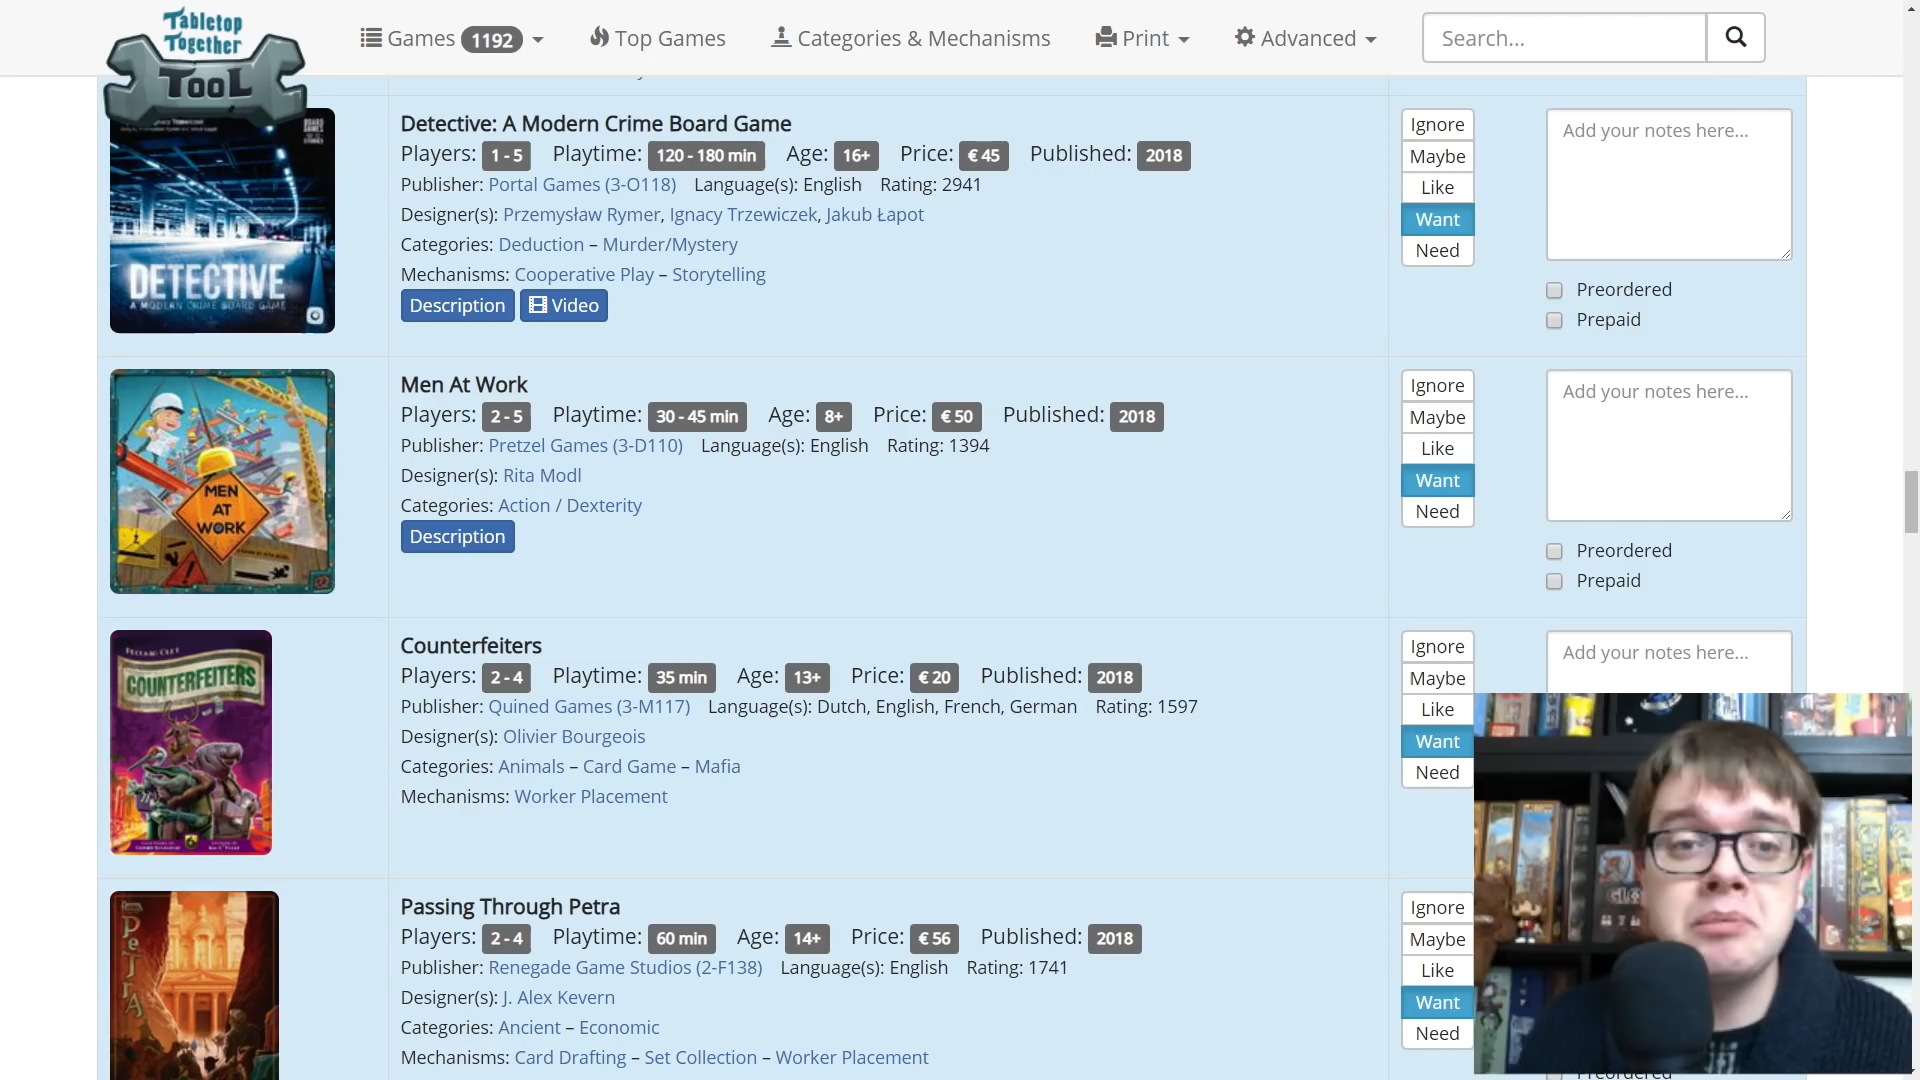 Tabletop
Together
TOOL
Games 1192
Top Games
Categories & Mechanisms
Print
Advanced
Search...
DETECTIVE
A MODERN CRIME BOARD GAME
Detective: A Modern Crime Board Game
Players: 1 - 5 Playtime: 120 - 180 min Age: 16+ Price: € 45 Published: 2018
Publisher: Portal Games (3-O118) Language(s): English Rating: 2941
Designer(s): Przemysław Rymer, Ignacy Trzewiczek, Jakub Łapot
Categories: Deduction – Murder/Mystery
Mechanisms: Cooperative Play – Storytelling
Description Video
Ignore
Maybe
Like
Want
Need
Add your notes here...
Preordered
Prepaid
MEN
AT
WORK
Men At Work
Players: 2 - 5 Playtime: 30 - 45 min Age: 8+ Price: € 50 Published: 2018
Publisher: Pretzel Games (3-D110) Language(s): English Rating: 1394
Designer(s): Rita Modl
Categories: Action / Dexterity
Description
Ignore
Maybe
Like
Want
Need
Add your notes here...
Preordered
Prepaid
COUNTERFEITERS
Counterfeiters
Players: 2 - 4 Playtime: 35 min Age: 13+ Price: € 20 Published: 2018
Publisher: Quined Games (3-M117) Language(s): Dutch, English, French, German Rating: 1597
Designer(s): Olivier Bourgeois
Categories: Animals – Card Game – Mafia
Mechanisms: Worker Placement
Ignore
Maybe
Like
Want
Need
Add your notes here...
PETRA
Passing Through Petra
Players: 2 - 4 Playtime: 60 min Age: 14+ Price: € 56 Published: 2018
Publisher: Renegade Game Studios (2-F138) Language(s): English Rating: 1741
Designer(s): J. Alex Kevern
Categories: Ancient – Economic
Mechanisms: Card Drafting – Set Collection – Worker Placement
Ignore
Maybe
Like
Want
Need
Preordered